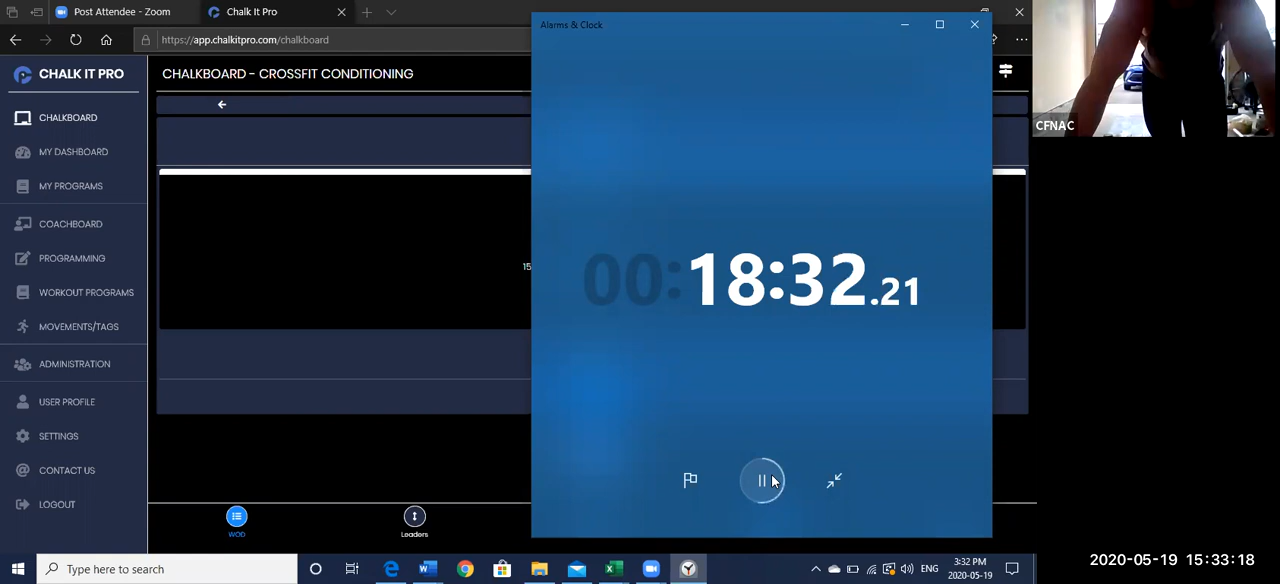 Post Attendee - Zoom
Chalk It Pro
Alarms & Clock
https://app.chalkitpro.com/chalkboard
CHALK IT PRO
CHALKBOARD - CROSSFIT CONDITIONING
CHALKBOARD
MY DASHBOARD
MY PROGRAMS
COACHBOARD
PROGRAMMING
WORKOUT PROGRAMS
MOVEMENTS/TAGS
ADMINISTRATION
USER PROFILE
SETTINGS
CONTACT US
LOGOUT
15
00:18:32.21
WOD
Leaders
CFNAC
Type here to search
ENG
3:32 PM
2020-05-19
2020-05-19 15:33:18